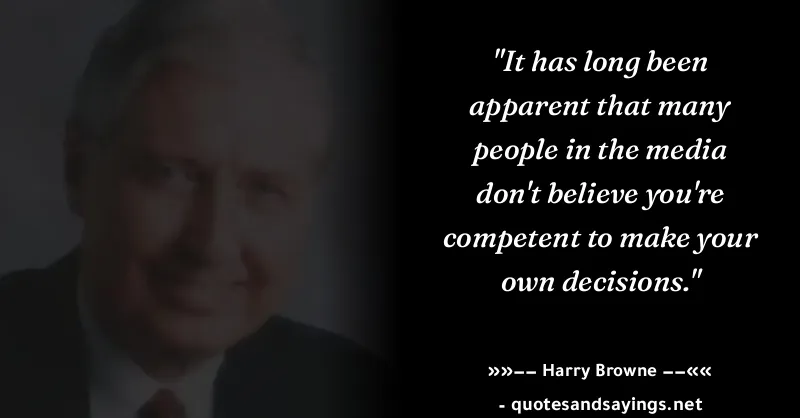 "It has long been
apparent that many
people in the media
don't believe you're
competent to make your
own decisions."
»»−− Harry Browne −−««
- quotesandsayings.net